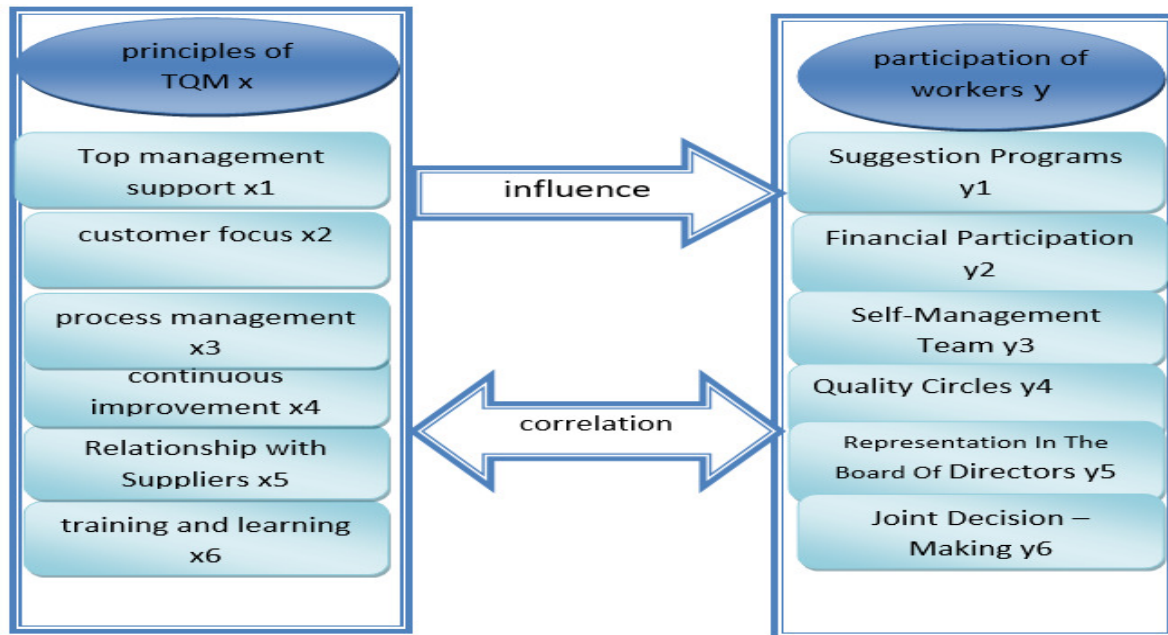 principles of
TQM x
Top management
support x1
customer focus x2
process management
x3
continuous
improvement x4
Relationship with
Suppliers x5
training and learning
x6
influence
correlation
participation of
workers y
Suggestion Programs
y1
Financial Participation
y2
Self-Management
Team y3
Quality Circles y4
Representation In The
Board Of Directors y5
Joint Decision –
Making y6